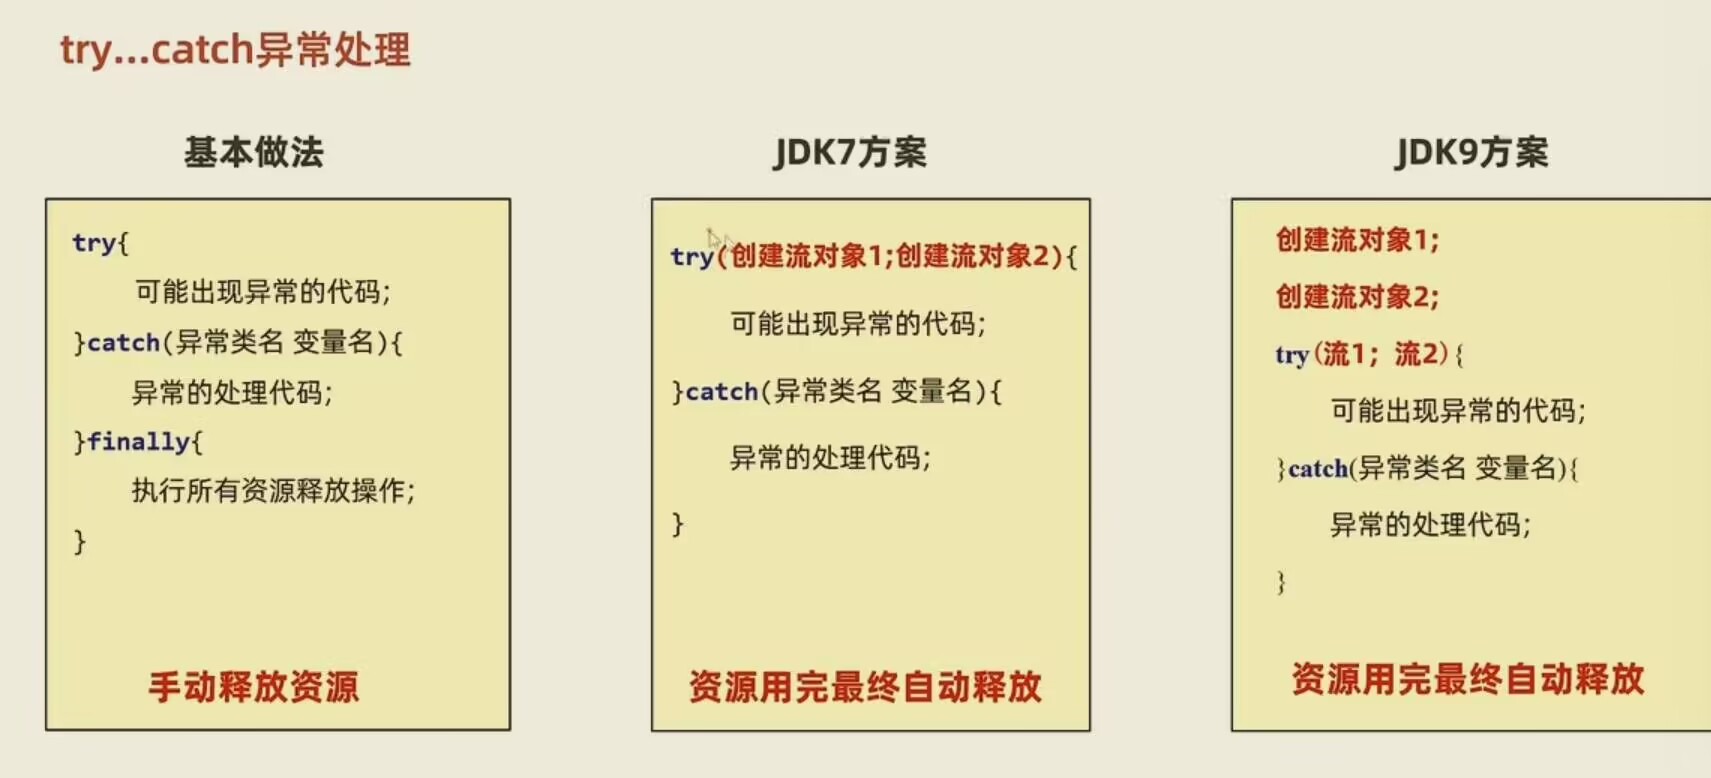 try...catch异常处理
基本做法
try{
可能出现异常的代码;
}catch(异常类名 变量名){
异常的处理代码;
}finally{
执行所有资源释放操作;
}
手动释放资源
JDK7方案
try(创建流对象1;创建流对象2){
可能出现异常的代码;
}catch(异常类名 变量名){
异常的处理代码;
}
资源用完最终自动释放
JDK9方案
创建流对象1;
创建流对象2;
try(流1；流2){
可能出现异常的代码;
}catch(异常类名 变量名){
异常的处理代码;
}
资源用完最终自动释放